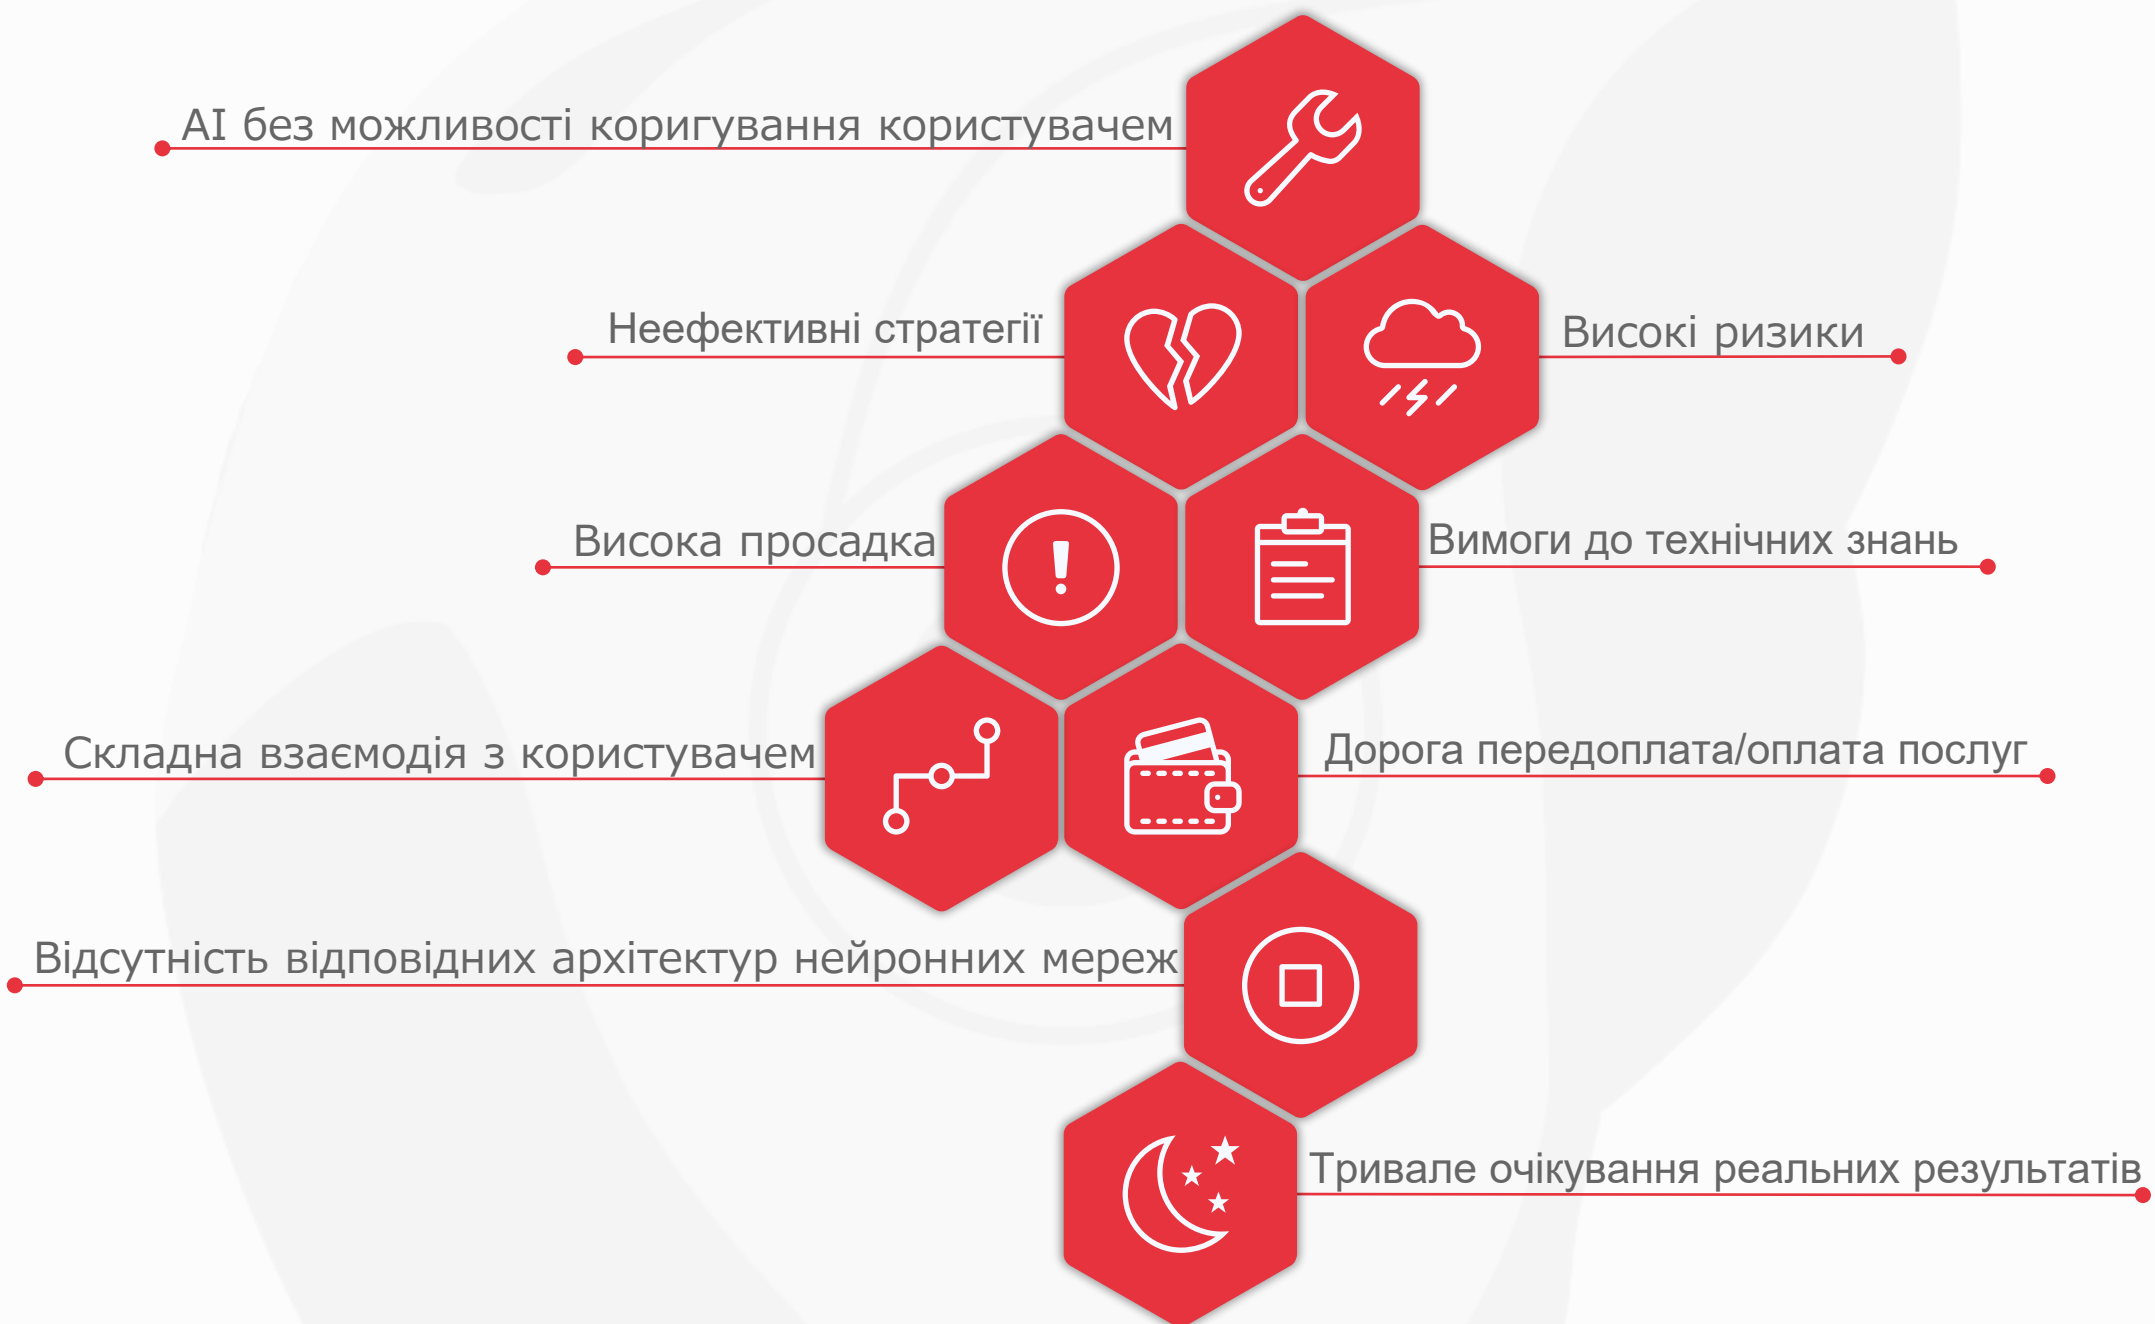 AI без можливості коригування користувачем
Неефективні стратегії
Високі ризики
Висока просадка
Вимоги до технічних знань
Складна взаємодія з користувачем
Дорога передоплата/оплата послуг
Відсутність відповідних архітектур нейронних мереж
Тривале очікування реальних результатів